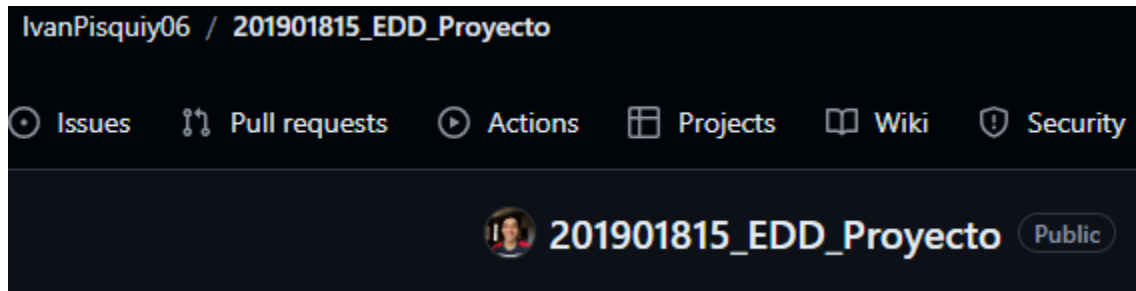 IvanPisquiy06 / 201901815_EDD_Proyecto
Issues Pull requests Actions Projects Wiki Security
201901815_EDD_Proyecto Public